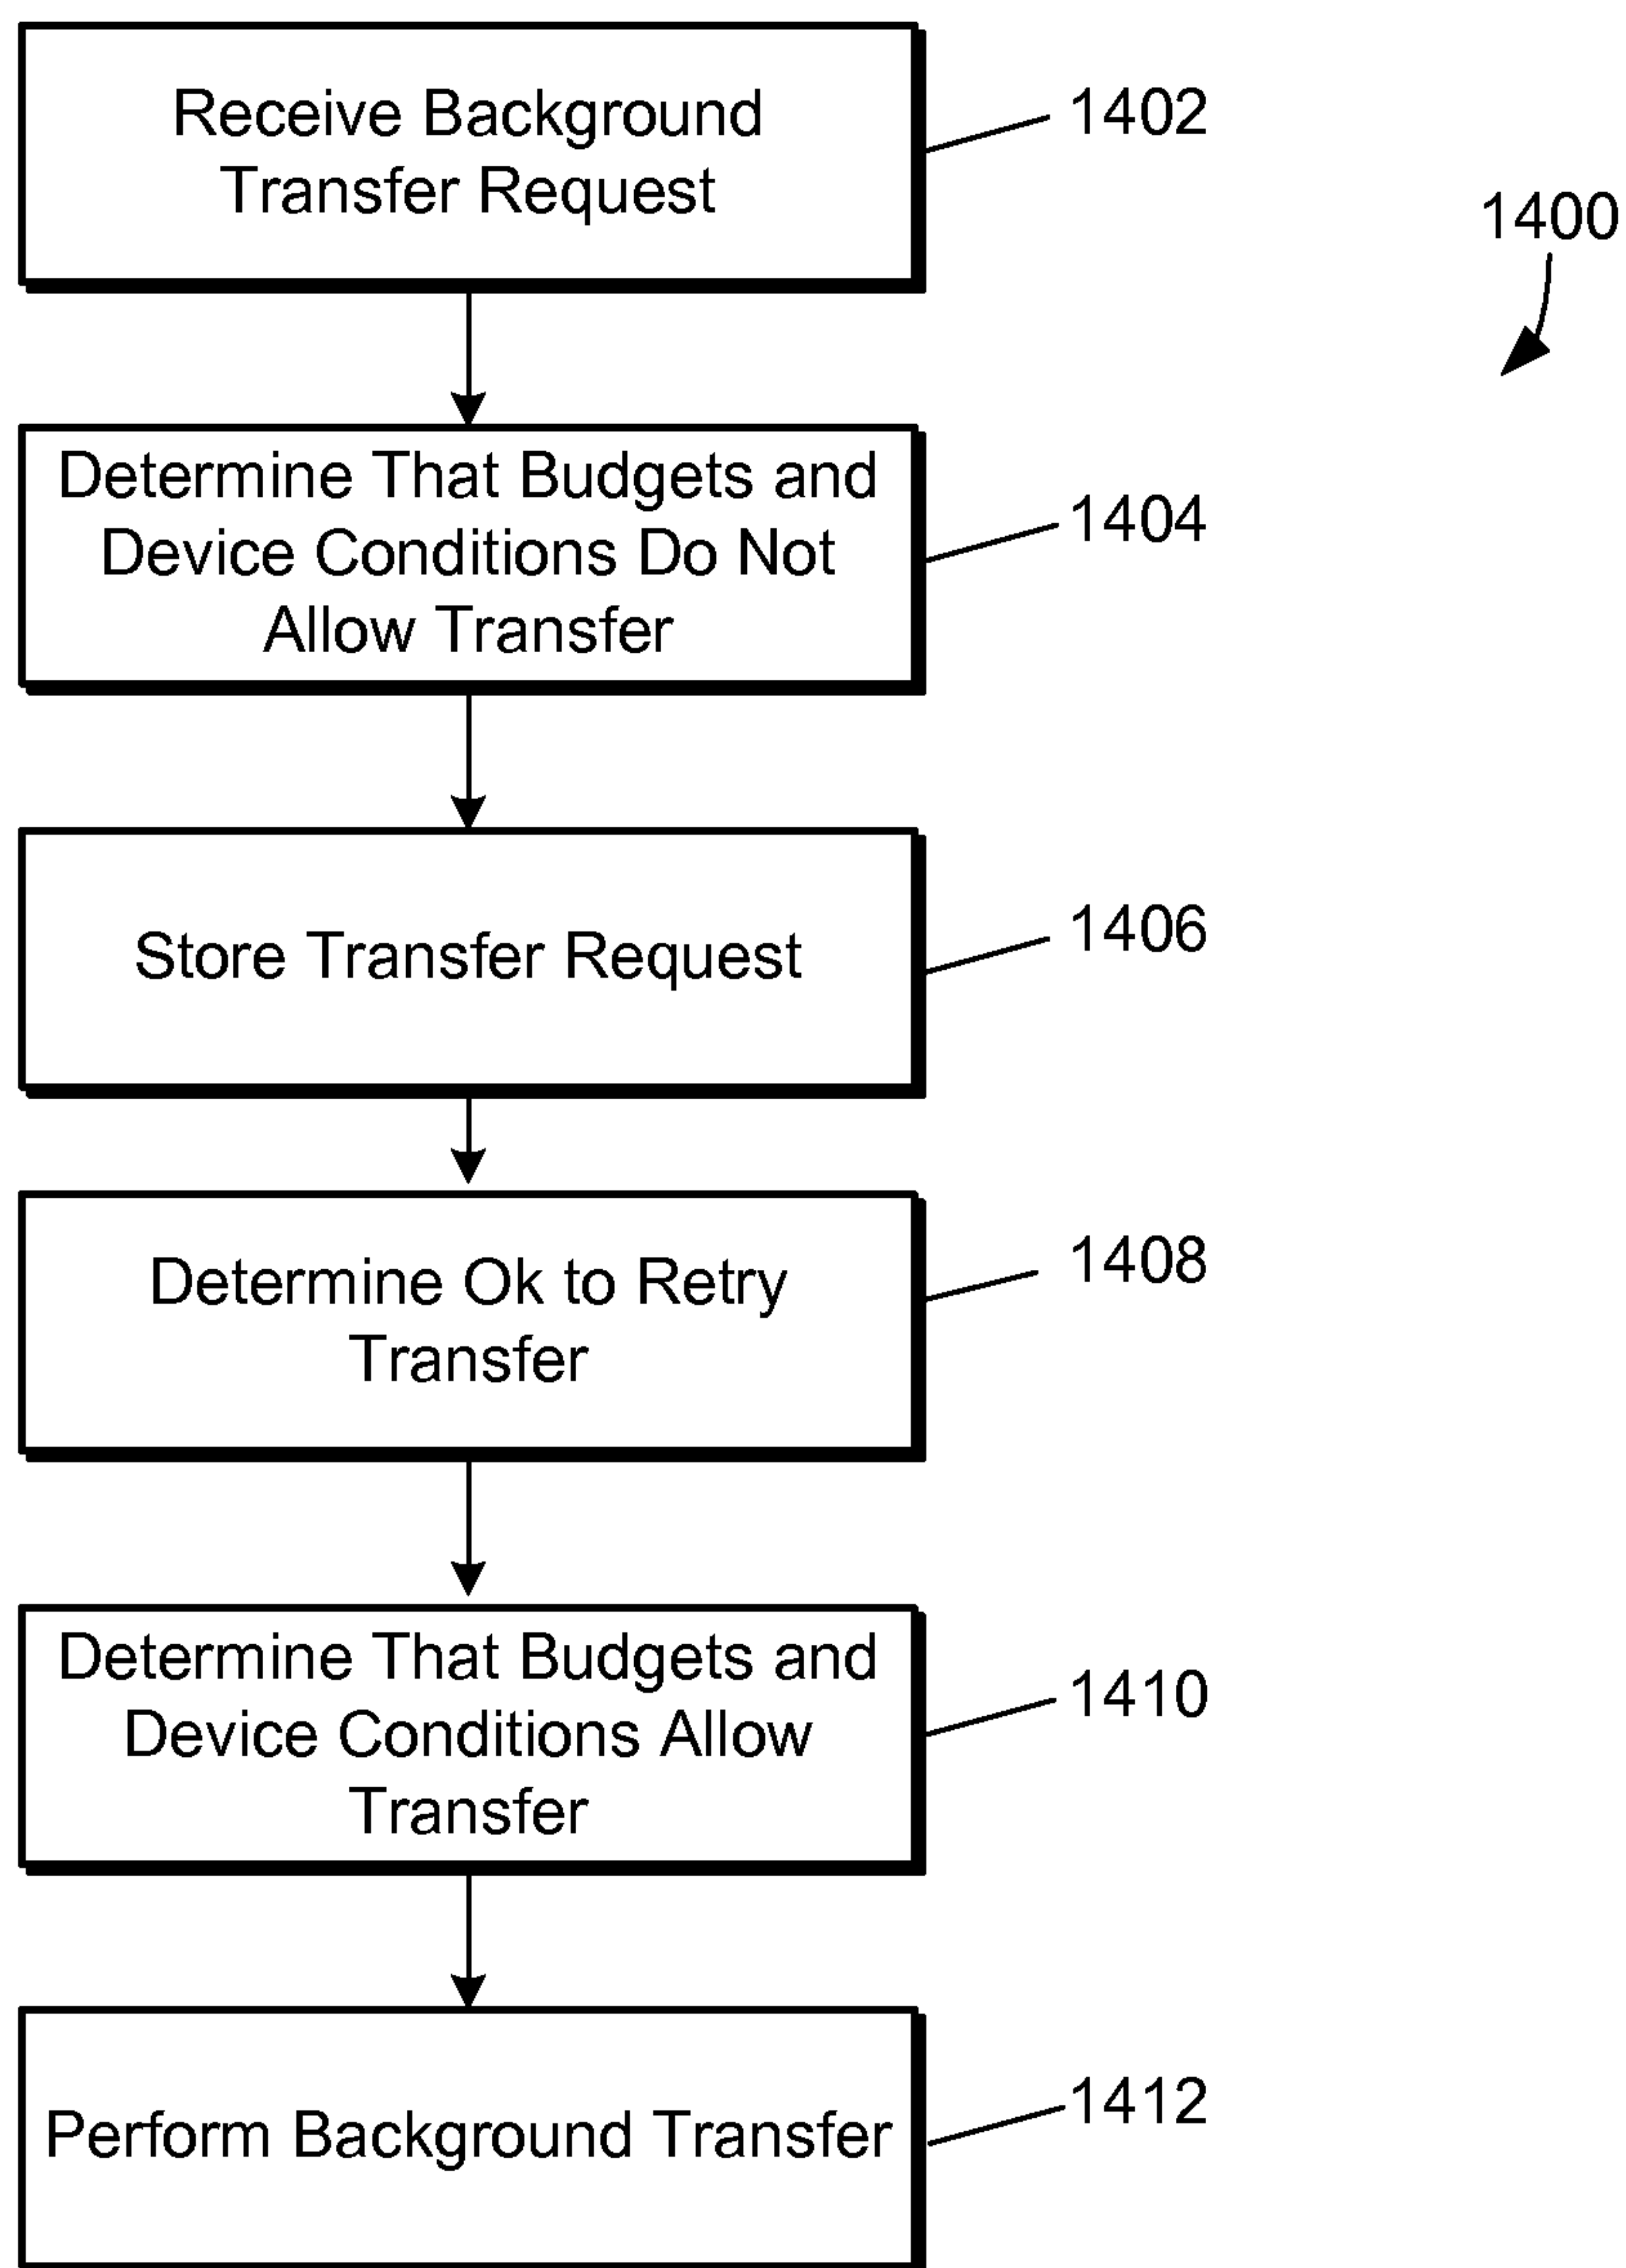 Receive Background
Transfer Request
1402
1400
Determine That Budgets and
Device Conditions Do Not
Allow Transfer
1404
Store Transfer Request
1406
Determine Ok to Retry
Transfer
1408
Determine That Budgets and
Device Conditions Allow
Transfer
1410
Perform Background Transfer
1412